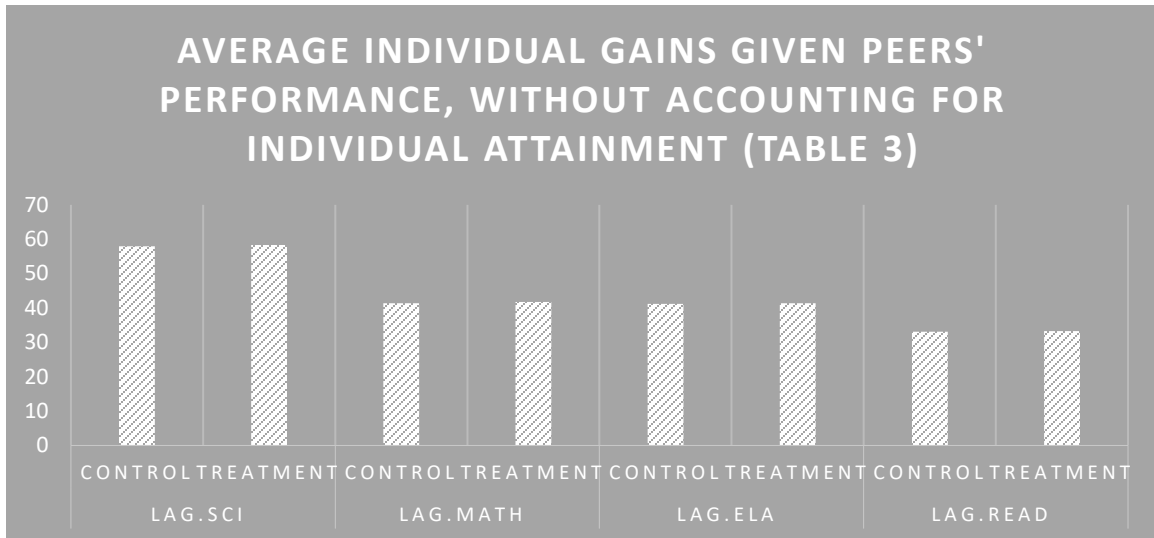 AVERAGE INDIVIDUAL GAINS GIVEN PEERS'
PERFORMANCE, WITHOUT ACCOUNTING FOR
INDIVIDUAL ATTAINMENT (TABLE 3)
70
60
50
40
30
20
10
0
CONTROL TREATMENT CONTROL TREATMENT CONTROL TREATMENT CONTROL TREATMENT
LAG.SCI LAG.MATH LAG.ELA LAG.READ